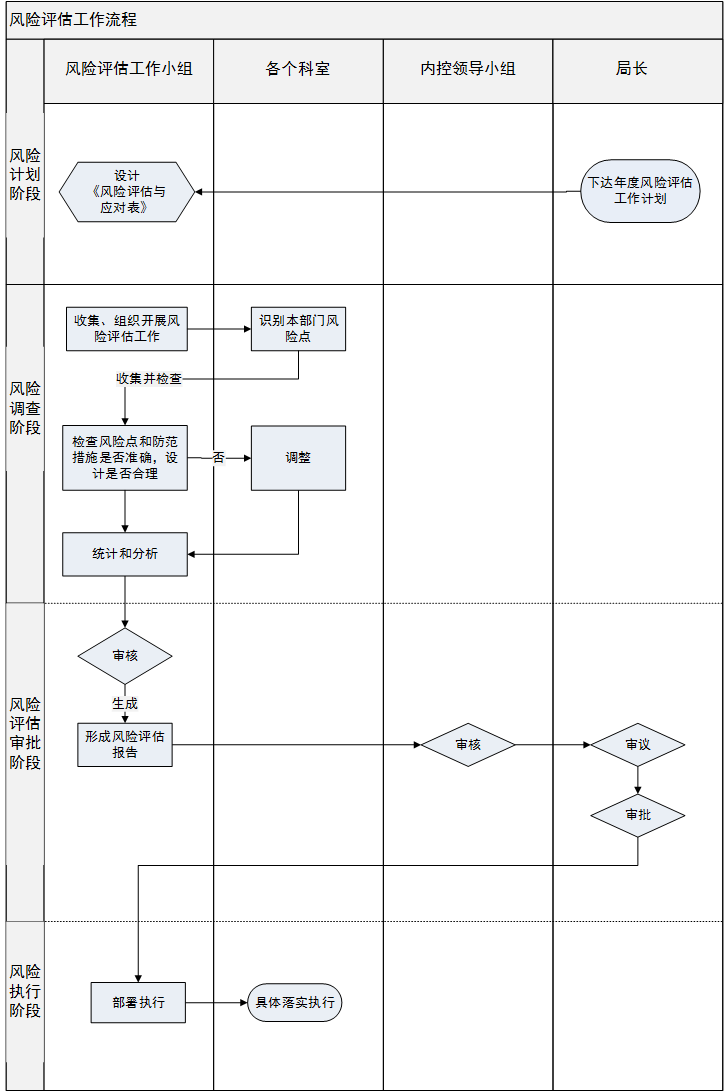 风险评估工作流程
风险评估工作小组
各个科室
内控领导小组
局长
风险
计划
阶段
设计
《风险评估与
应对表》
下达年度风险评估
工作计划
风险
调查
阶段
收集、组织开展风
险评估工作
识别本部门风
险点
收集并检查
检查风险点和防范
措施是否准确，设
计是否合理
否
调整
统计和分析
风险
评估
审批
阶段
审核
生成
形成风险评估
报告
审核
审议
审批
风险
执行
阶段
部署执行
具体落实执行